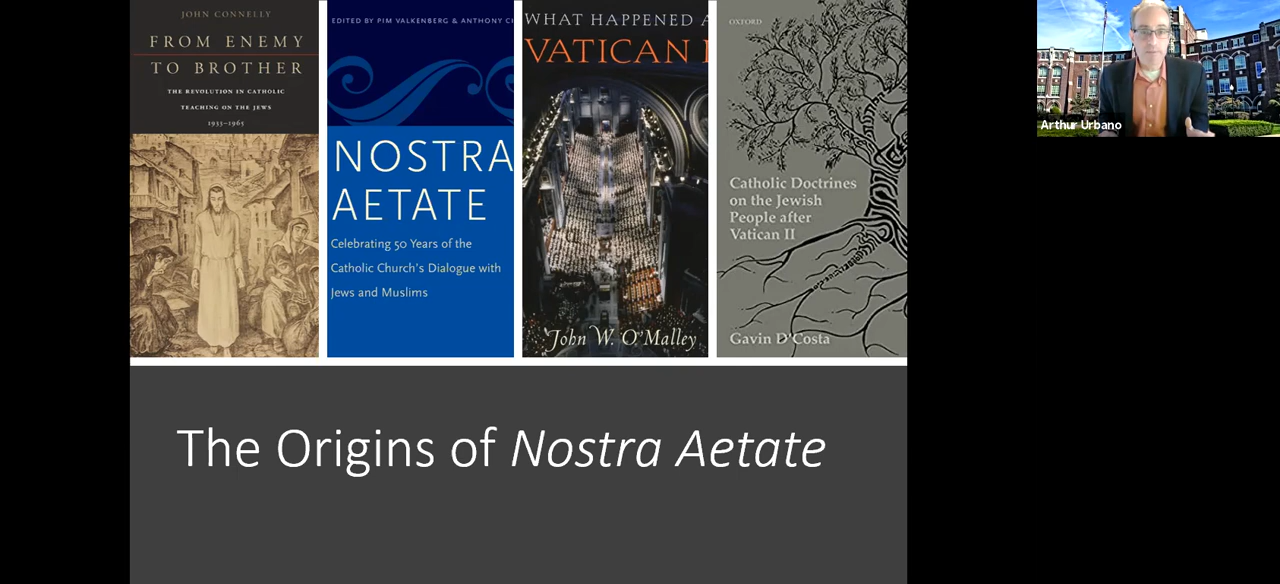 JOHN CONNELLY
FROM ENEMY
TO BROTHER
THE REVOLUTION IN CATHOLIC
TEACHING ON THE JEWS
1933–1965
EDITED BY PIM VALKENBERG & ANTHONY CI
NOSTRA
AETATE
Celebrating 50 Years of the
Catholic Church's Dialogue with
Jews and Muslims
WHAT HAPPENED A
VATICAN I
John W. O'Malley
OXFORD
Catholic Doctrines
on the Jewish
People after
Vatican II
Gavin D'Costa
The Origins of Nostra Aetate
Arthur Urbano